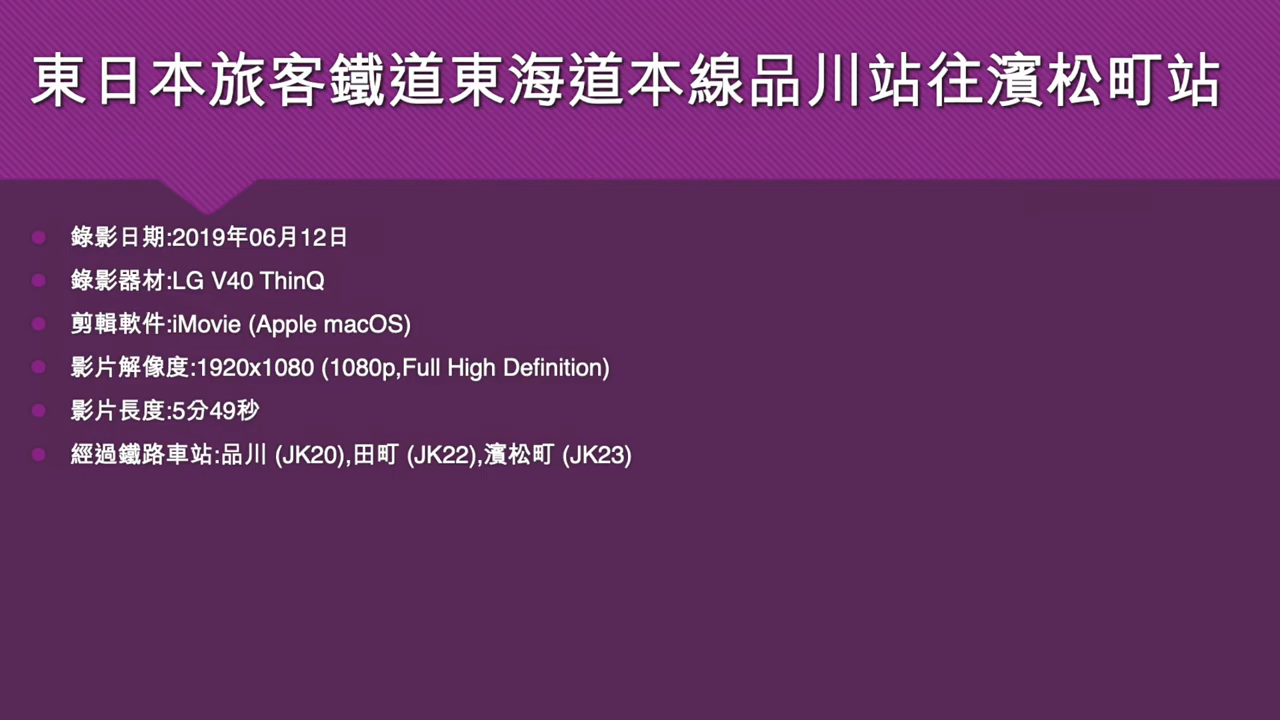 東日本旅客鐵道東海道本線品川站往濱松町站
錄影日期:2019年06月12日
錄影器材:LG V40 ThinQ
剪輯軟件:iMovie (Apple macOS)
影片解像度:1920x1080 (1080p,Full High Definition)
影片長度:5分49秒
經過鐵路車站:品川 (JK20),田町 (JK22),濱松町 (JK23)